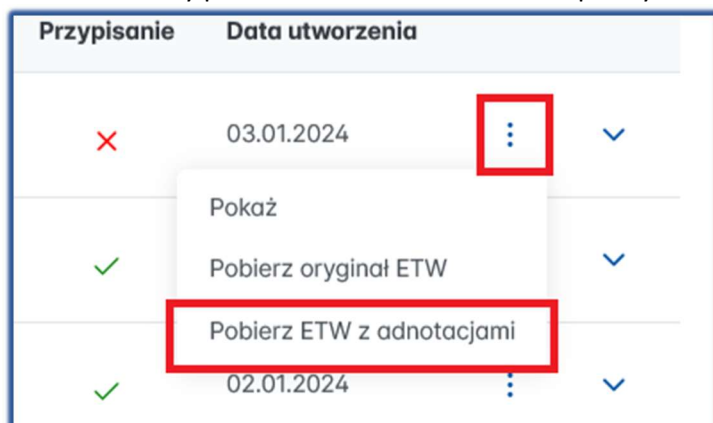 Przypisanie Data utworzenia
03.01.2024
Pokaż
Pobierz oryginał ETW
Pobierz ETW z adnotacjami
02.01.2024